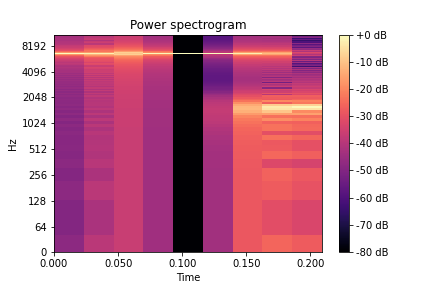 Power spectrogram
8192
4096
2048
1024
512
256
128
64
0
Hz
0.000 0.050 0.100 0.150 0.200
Time
+0 dB
-10 dB
-20 dB
-30 dB
-40 dB
-50 dB
-60 dB
-70 dB
-80 dB